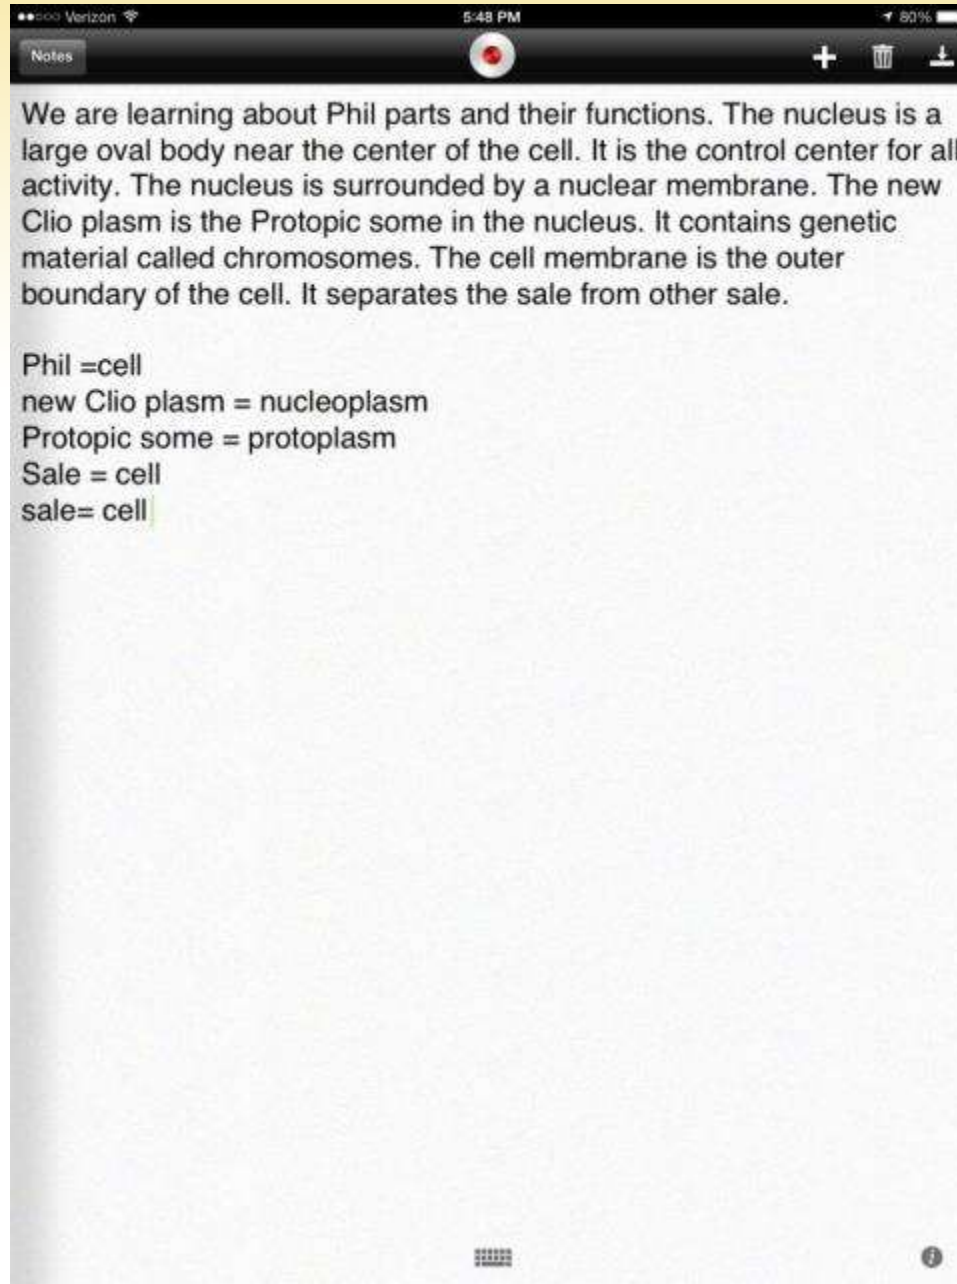 Verizon 5:48 PM 80%
Notes
We are learning about Phil parts and their functions. The nucleus is a
large oval body near the center of the cell. It is the control center for all
activity. The nucleus is surrounded by a nuclear membrane. The new
Clio plasm is the Protopic some in the nucleus. It contains genetic
material called chromosomes. The cell membrane is the outer
boundary of the cell. It separates the sale from other sale.
Phil =cell
new Clio plasm = nucleoplasm
Protopic some = protoplasm
Sale = cell
sale= cell